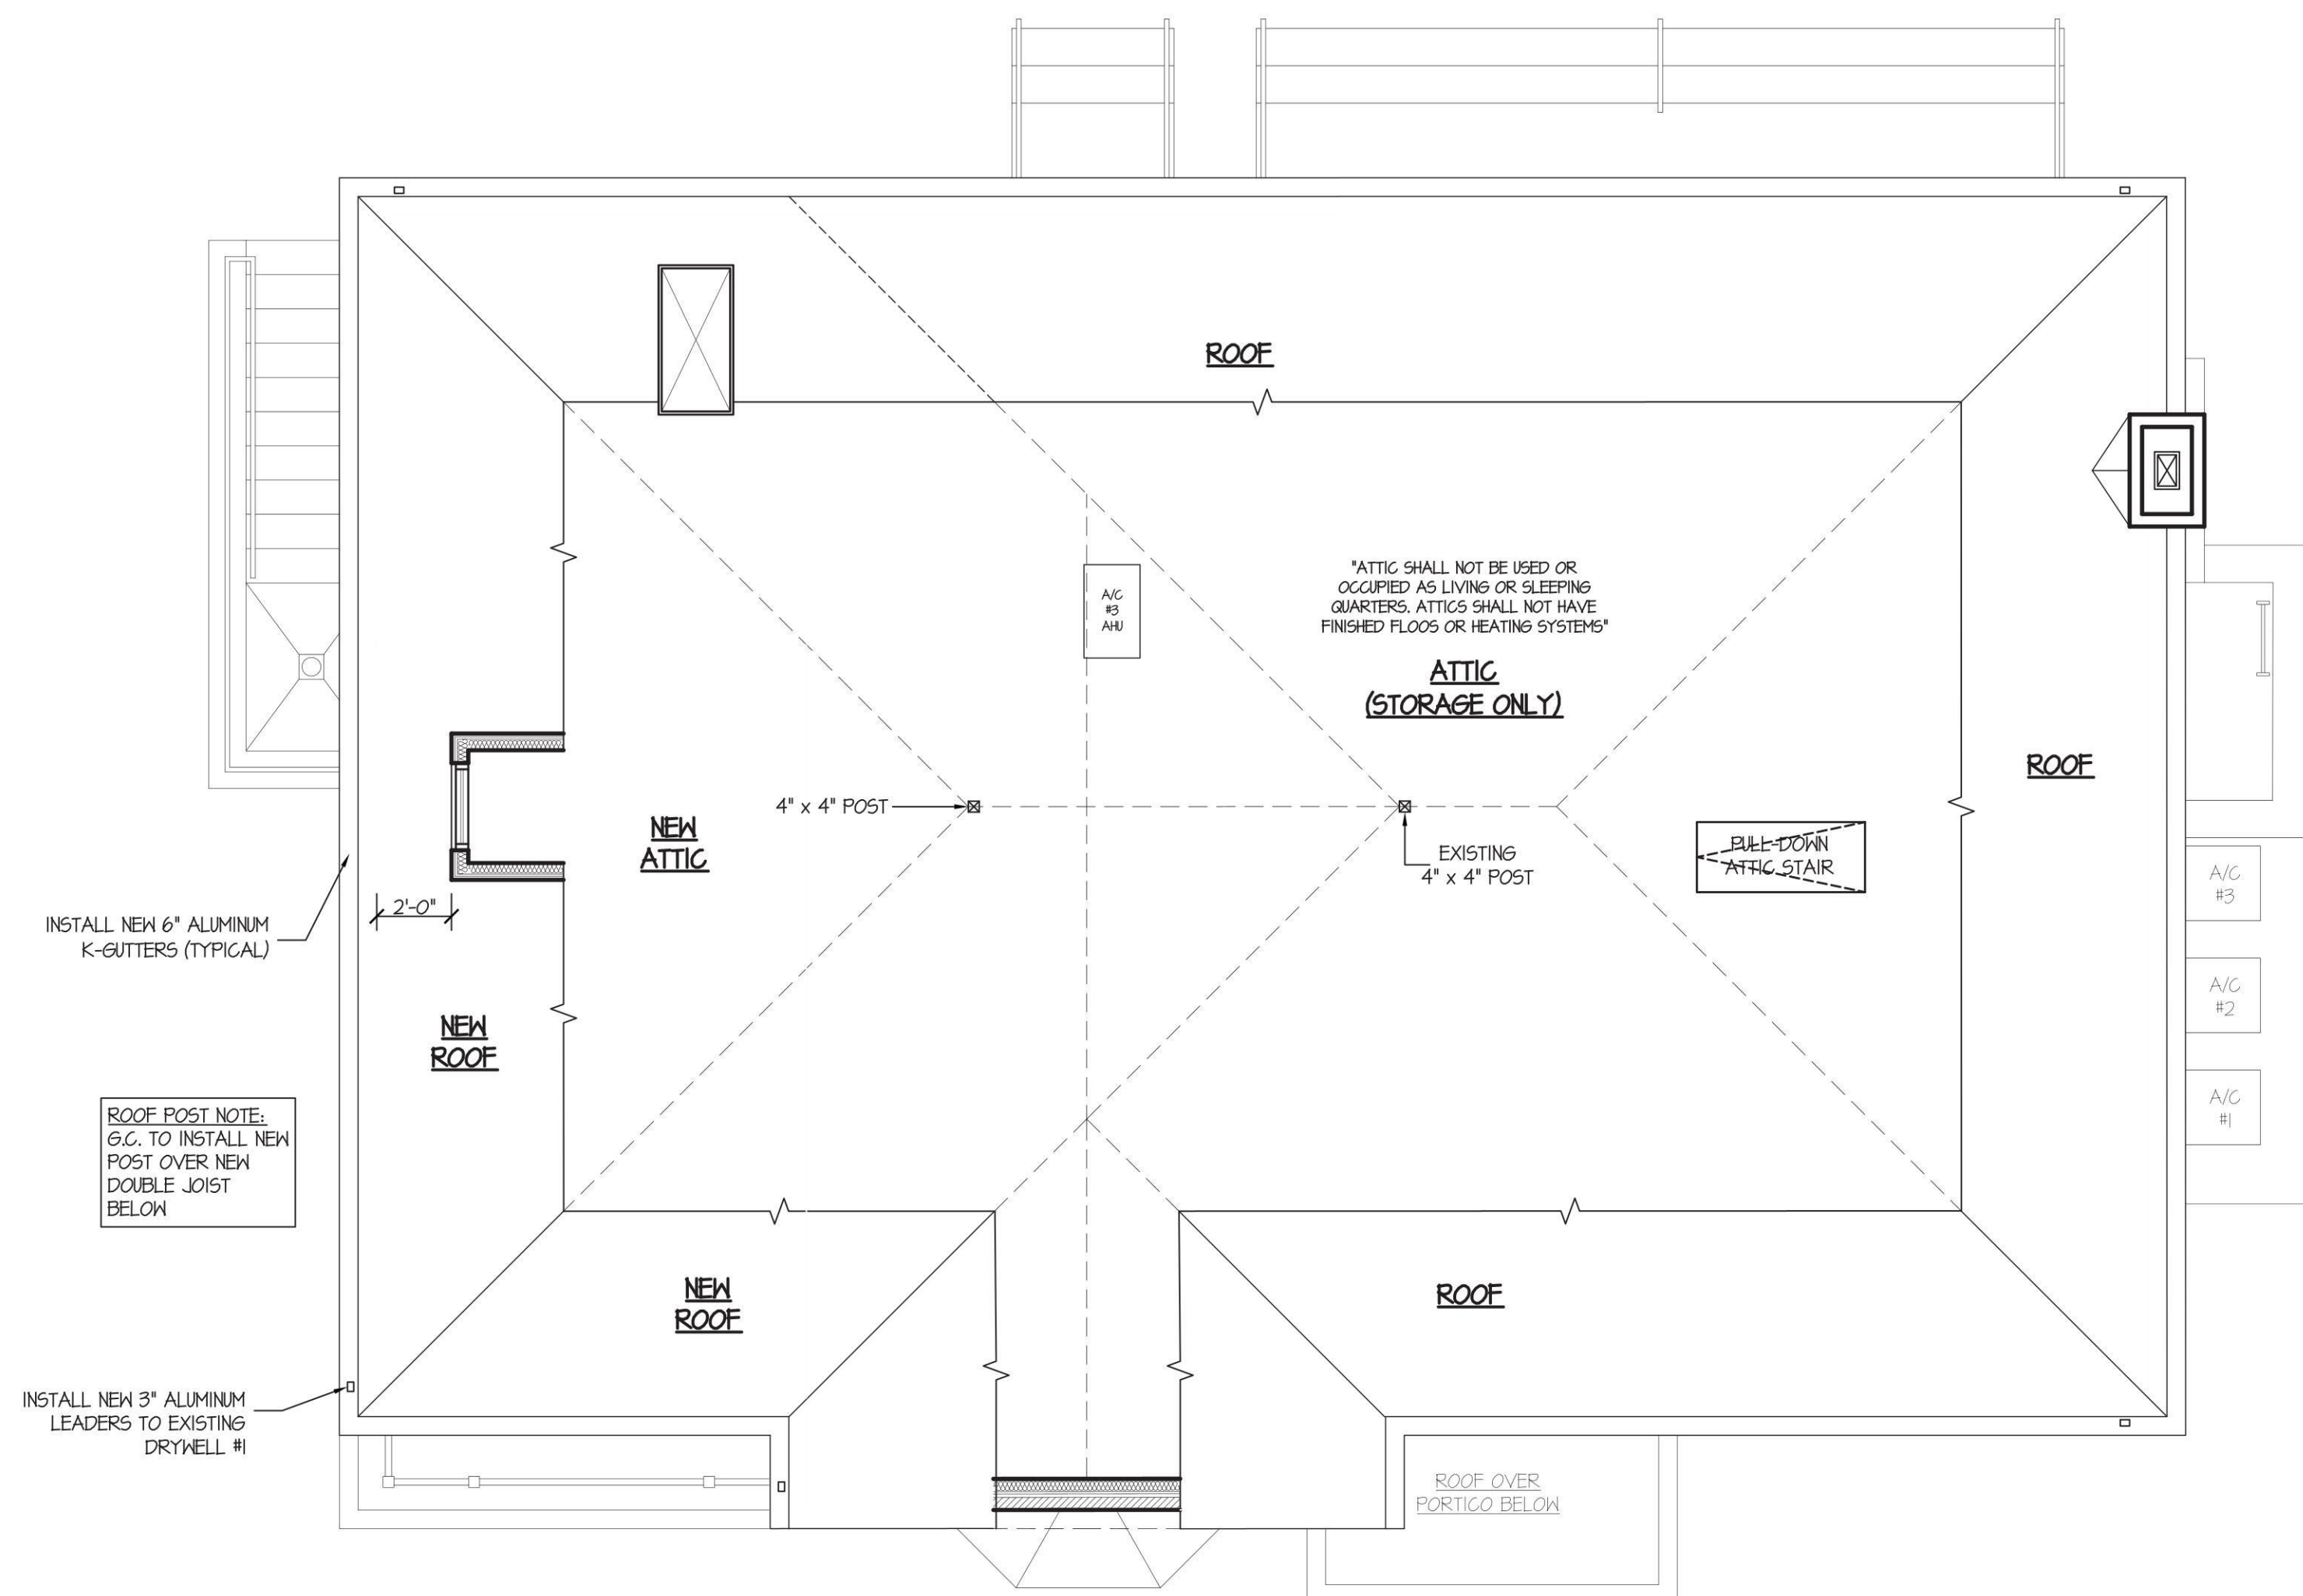 ROOF
"ATTIC SHALL NOT BE USED OR
OCCUPIED AS LIVING OR SLEEPING
QUARTERS. ATTICS SHALL NOT HAVE
FINISHED FLOOS OR HEATING SYSTEMS"
A/C
#3
AHU
ATTIC
(STORAGE ONLY)
ROOF
4" x 4" POST
NEW
ATTIC
EXISTING
4" x 4" POST
PULL-DOWN
ATTIC STAIR
A/C
#3
2'-0"
INSTALL NEW 6" ALUMINUM
K-GUTTERS (TYPICAL)
A/C
#2
NEW
ROOF
A/C
#1
ROOF POST NOTE:
G.C. TO INSTALL NEW
POST OVER NEW
DOUBLE JOIST
BELOW
NEW
ROOF
ROOF
INSTALL NEW 3" ALUMINUM
LEADERS TO EXISTING
DRYWELL #1
ROOF OVER
PORTICO BELOW